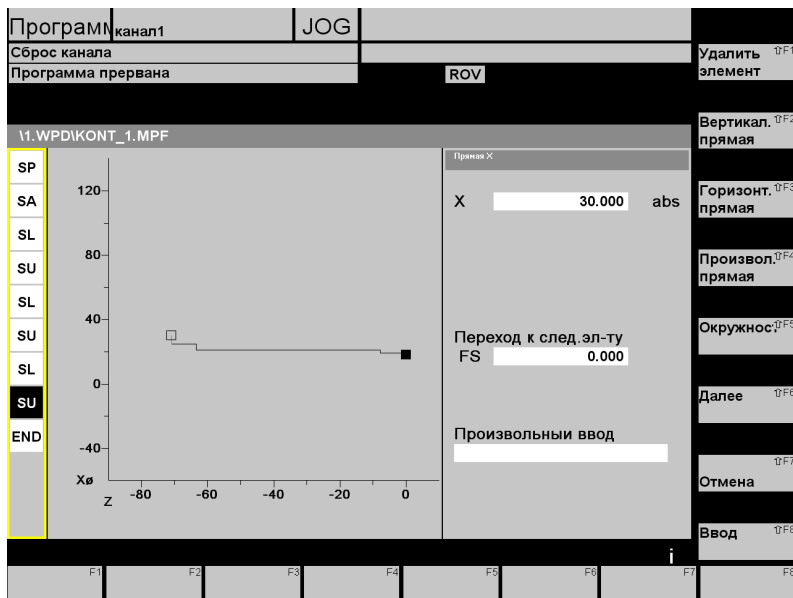 Программ
канал1
JOG
Сброс канала
Программа прервана
ROV
\1.WPD\KONT_1.MPF
SP
SA
SL
SU
SL
SU
SL
SU
END
120
80
40
0
-40
Xø
Z
-80
-60
-40
-20
0
Прямая X
X
30.000
abs
Переход к след.эл-ту
FS
0.000
Произвольный ввод
Удалить
элемент
⇧F1
Вертикал.
прямая
⇧F2
Горизонт.
прямая
⇧F3
Произвол.
прямая
⇧F4
Окружнос.
⇧F5
Далее
⇧F6
Отмена
⇧F7
Ввод
⇧F8
i
F1
F2
F3
F4
F5
F6
F7
F8